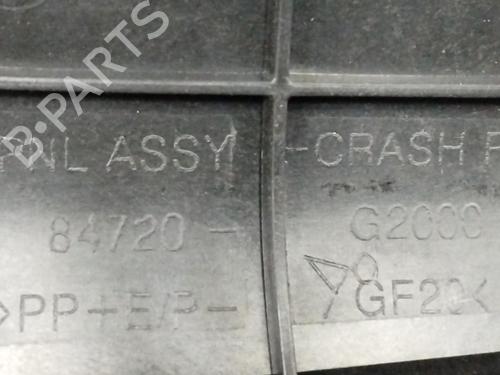 PNL ASSY -CRASH P
84720 - G2000
>PP+E/P- GF20<
B-PARTS